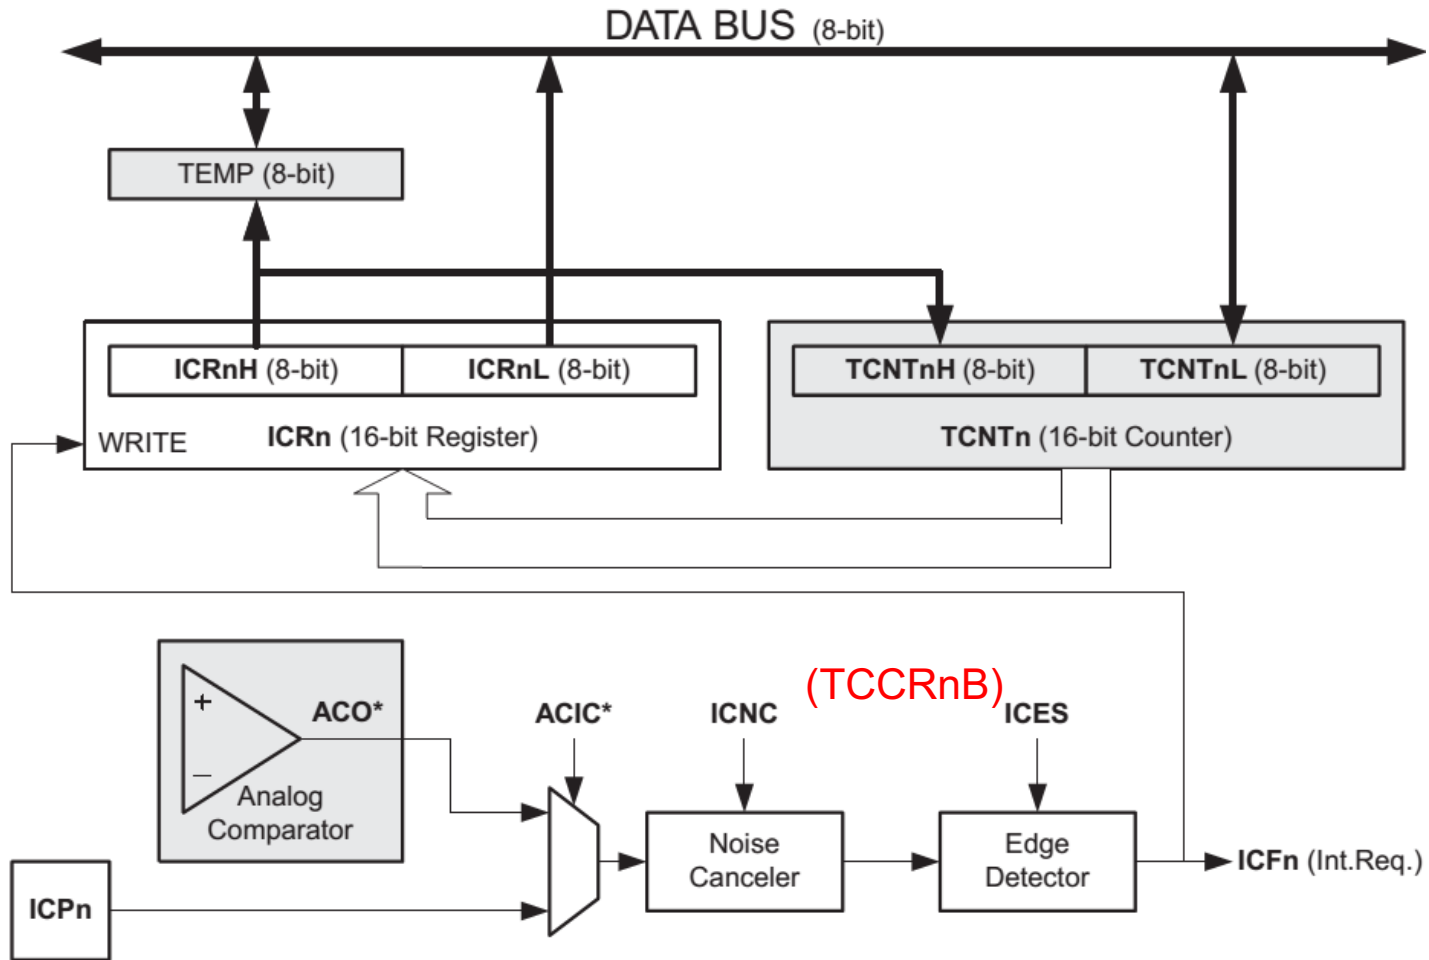 DATA BUS (8-bit)
TEMP (8-bit)
ICRnH (8-bit)
ICRnL (8-bit)
TCNTnH (8-bit)
TCNTnL (8-bit)
WRITE
ICRn (16-bit Register)
TCNTn (16-bit Counter)
(TCCRnB)
+
ACO*
ACIC*
ICNC
ICES
−
Analog
Comparator
Noise
Canceler
Edge
Detector
ICFn (Int.Req.)
ICPn